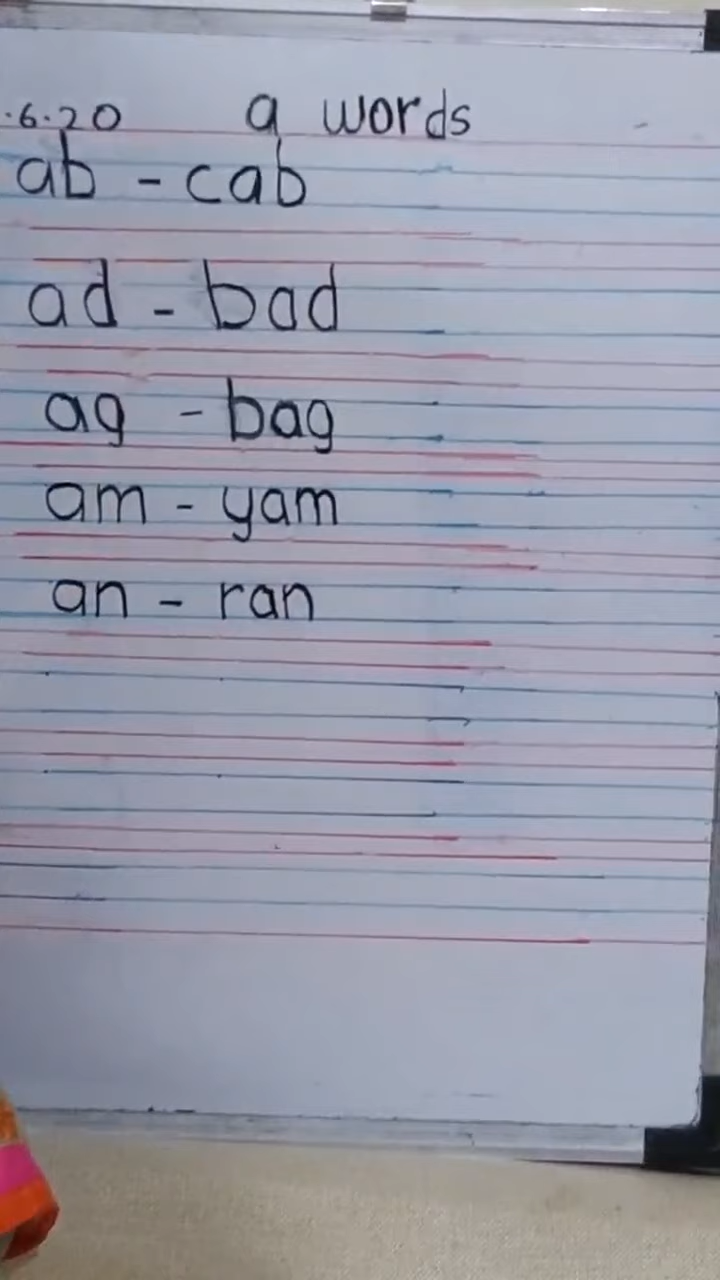 .6.20 a words
ab - cab
ad - bad
ag - bag
am - yam
an - ran